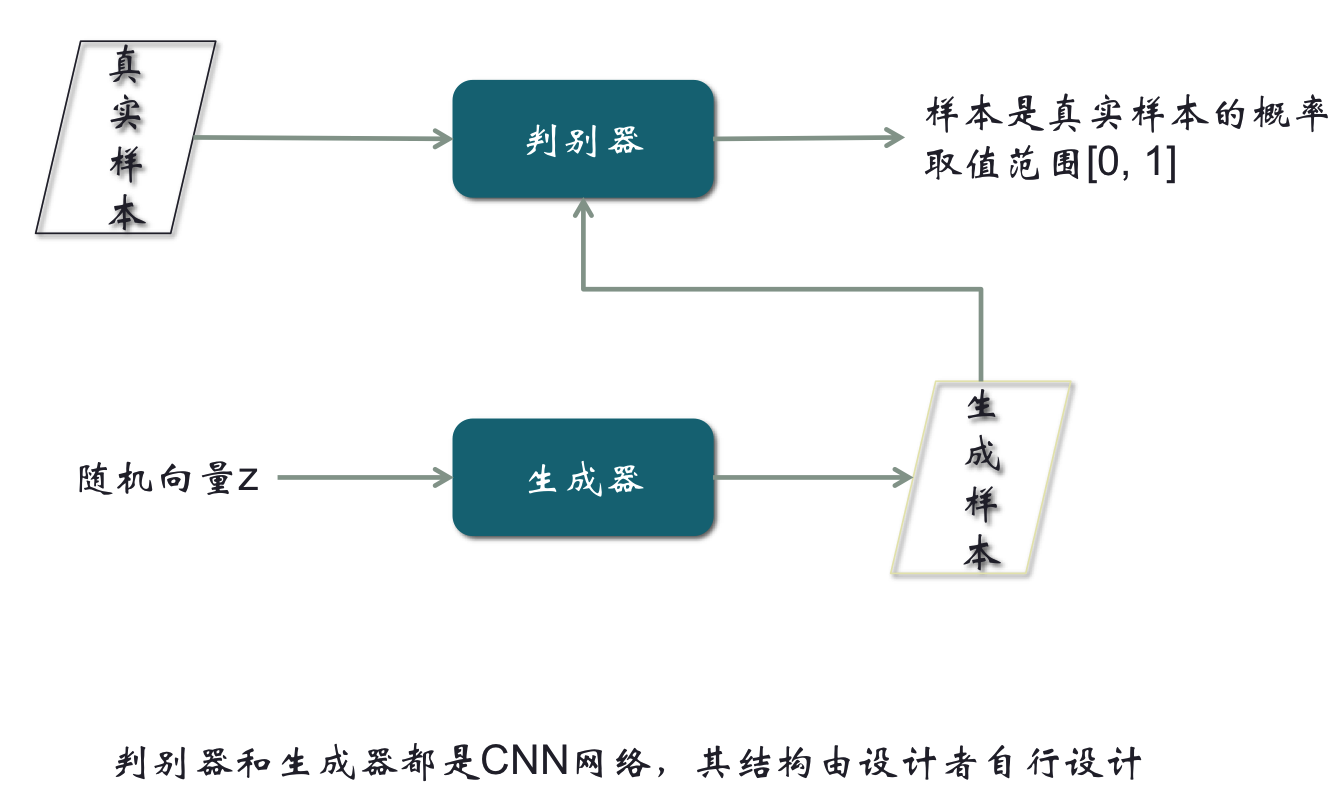 真实样本
判别器
样本是真实样本的概率
取值范围[0, 1]
随机向量z
生成器
生成样本
判别器和生成器都是CNN网络，其结构由设计者自行设计